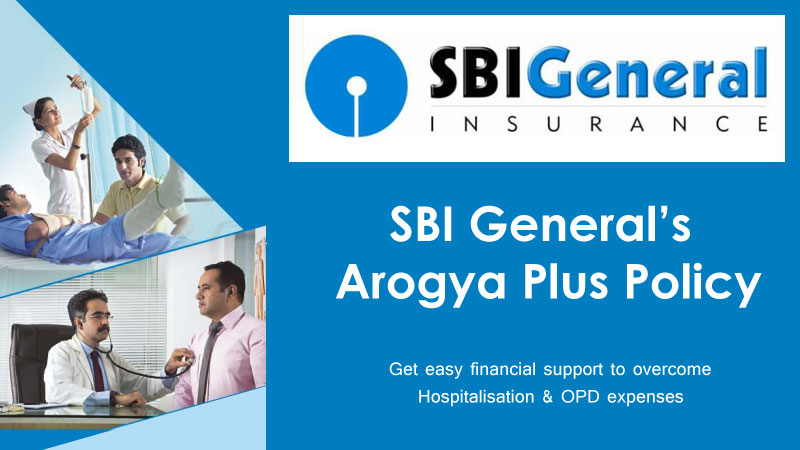 SBIGeneral
INSURANCE
SBI General’s
Arogya Plus Policy
Get easy financial support to overcome
Hospitalisation & OPD expenses